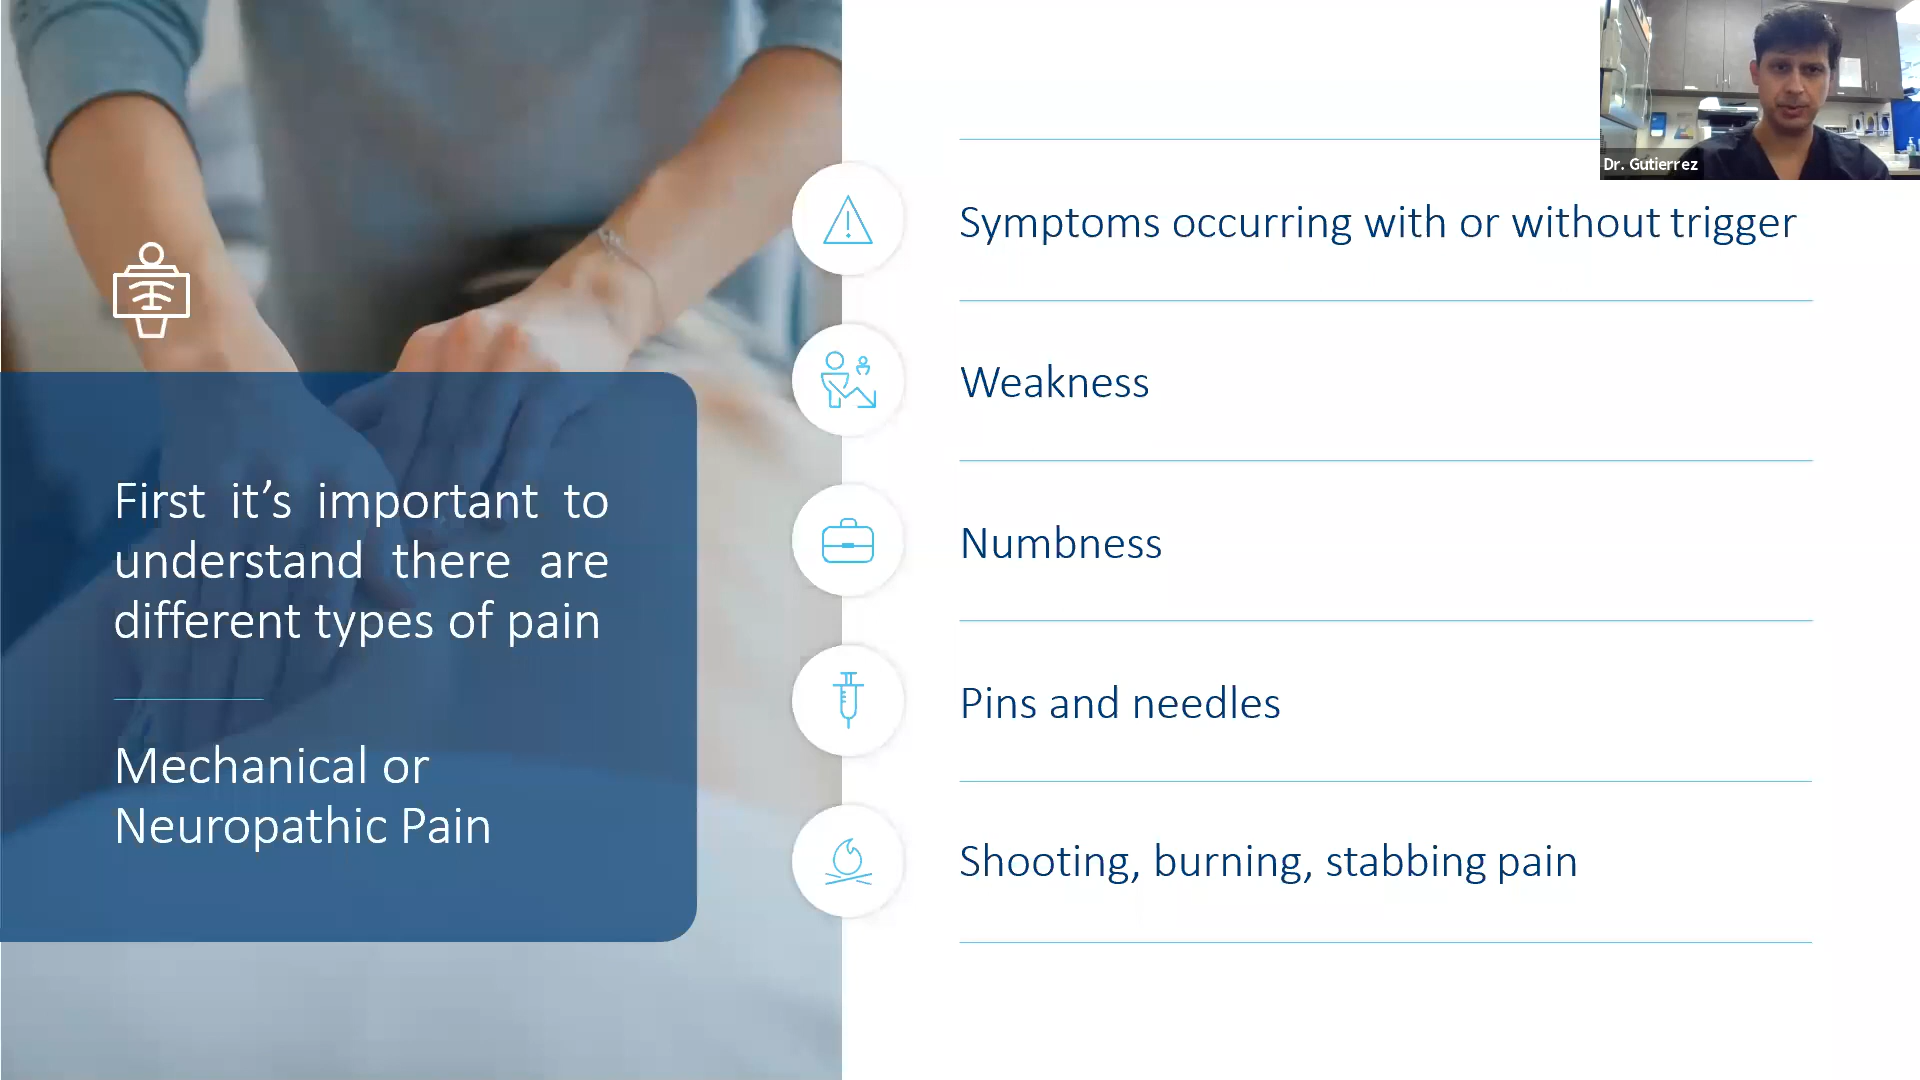 First it’s important to
understand there are
different types of pain
Mechanical or
Neuropathic Pain
Symptoms occurring with or without trigger
Weakness
Numbness
Pins and needles
Shooting, burning, stabbing pain
Dr. Gutierrez